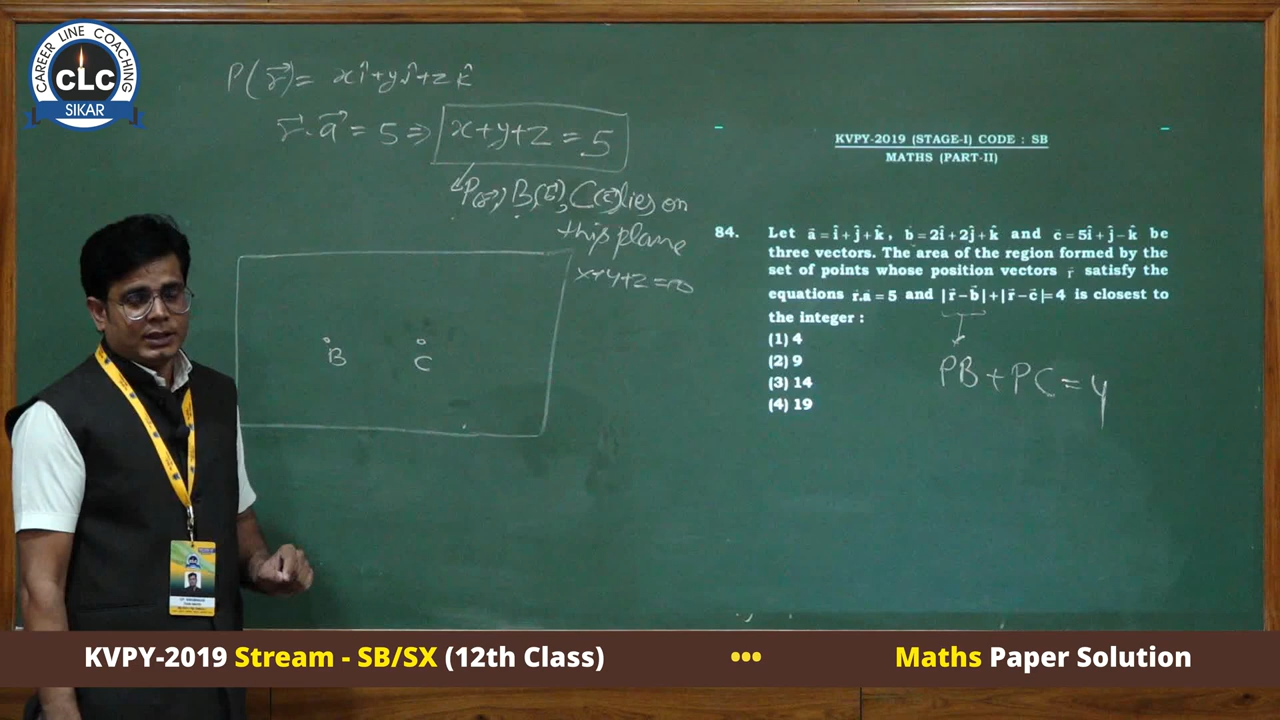 CAREER LINE COACHING
CLC
SIKAR
P(r⃗) = xî+yĵ+zk̂
r⃗.a⃗ = 5 ⇒ x+y+z = 5
P(r⃗), B(b⃗), C(c⃗) lies on
this plane
x+y+z=
B
C
KVPY-2019 (STAGE-I) CODE : SB
MATHS (PART-II)
84. Let a⃗ = î+ĵ+k̂, b⃗ = 2î+2ĵ+k̂ and c⃗ = 5î+ĵ−k̂ be
three vectors. The area of the region formed by the
set of points whose position vectors r⃗ satisfy the
equations r⃗.a⃗ = 5 and |r⃗−b⃗|+|r⃗−c⃗|=4 is closest to
the integer :
(1) 4
(2) 9
(3) 14
(4) 19
PB+PC=4
KVPY-2019 Stream - SB/SX (12th Class) ••• Maths Paper Solution